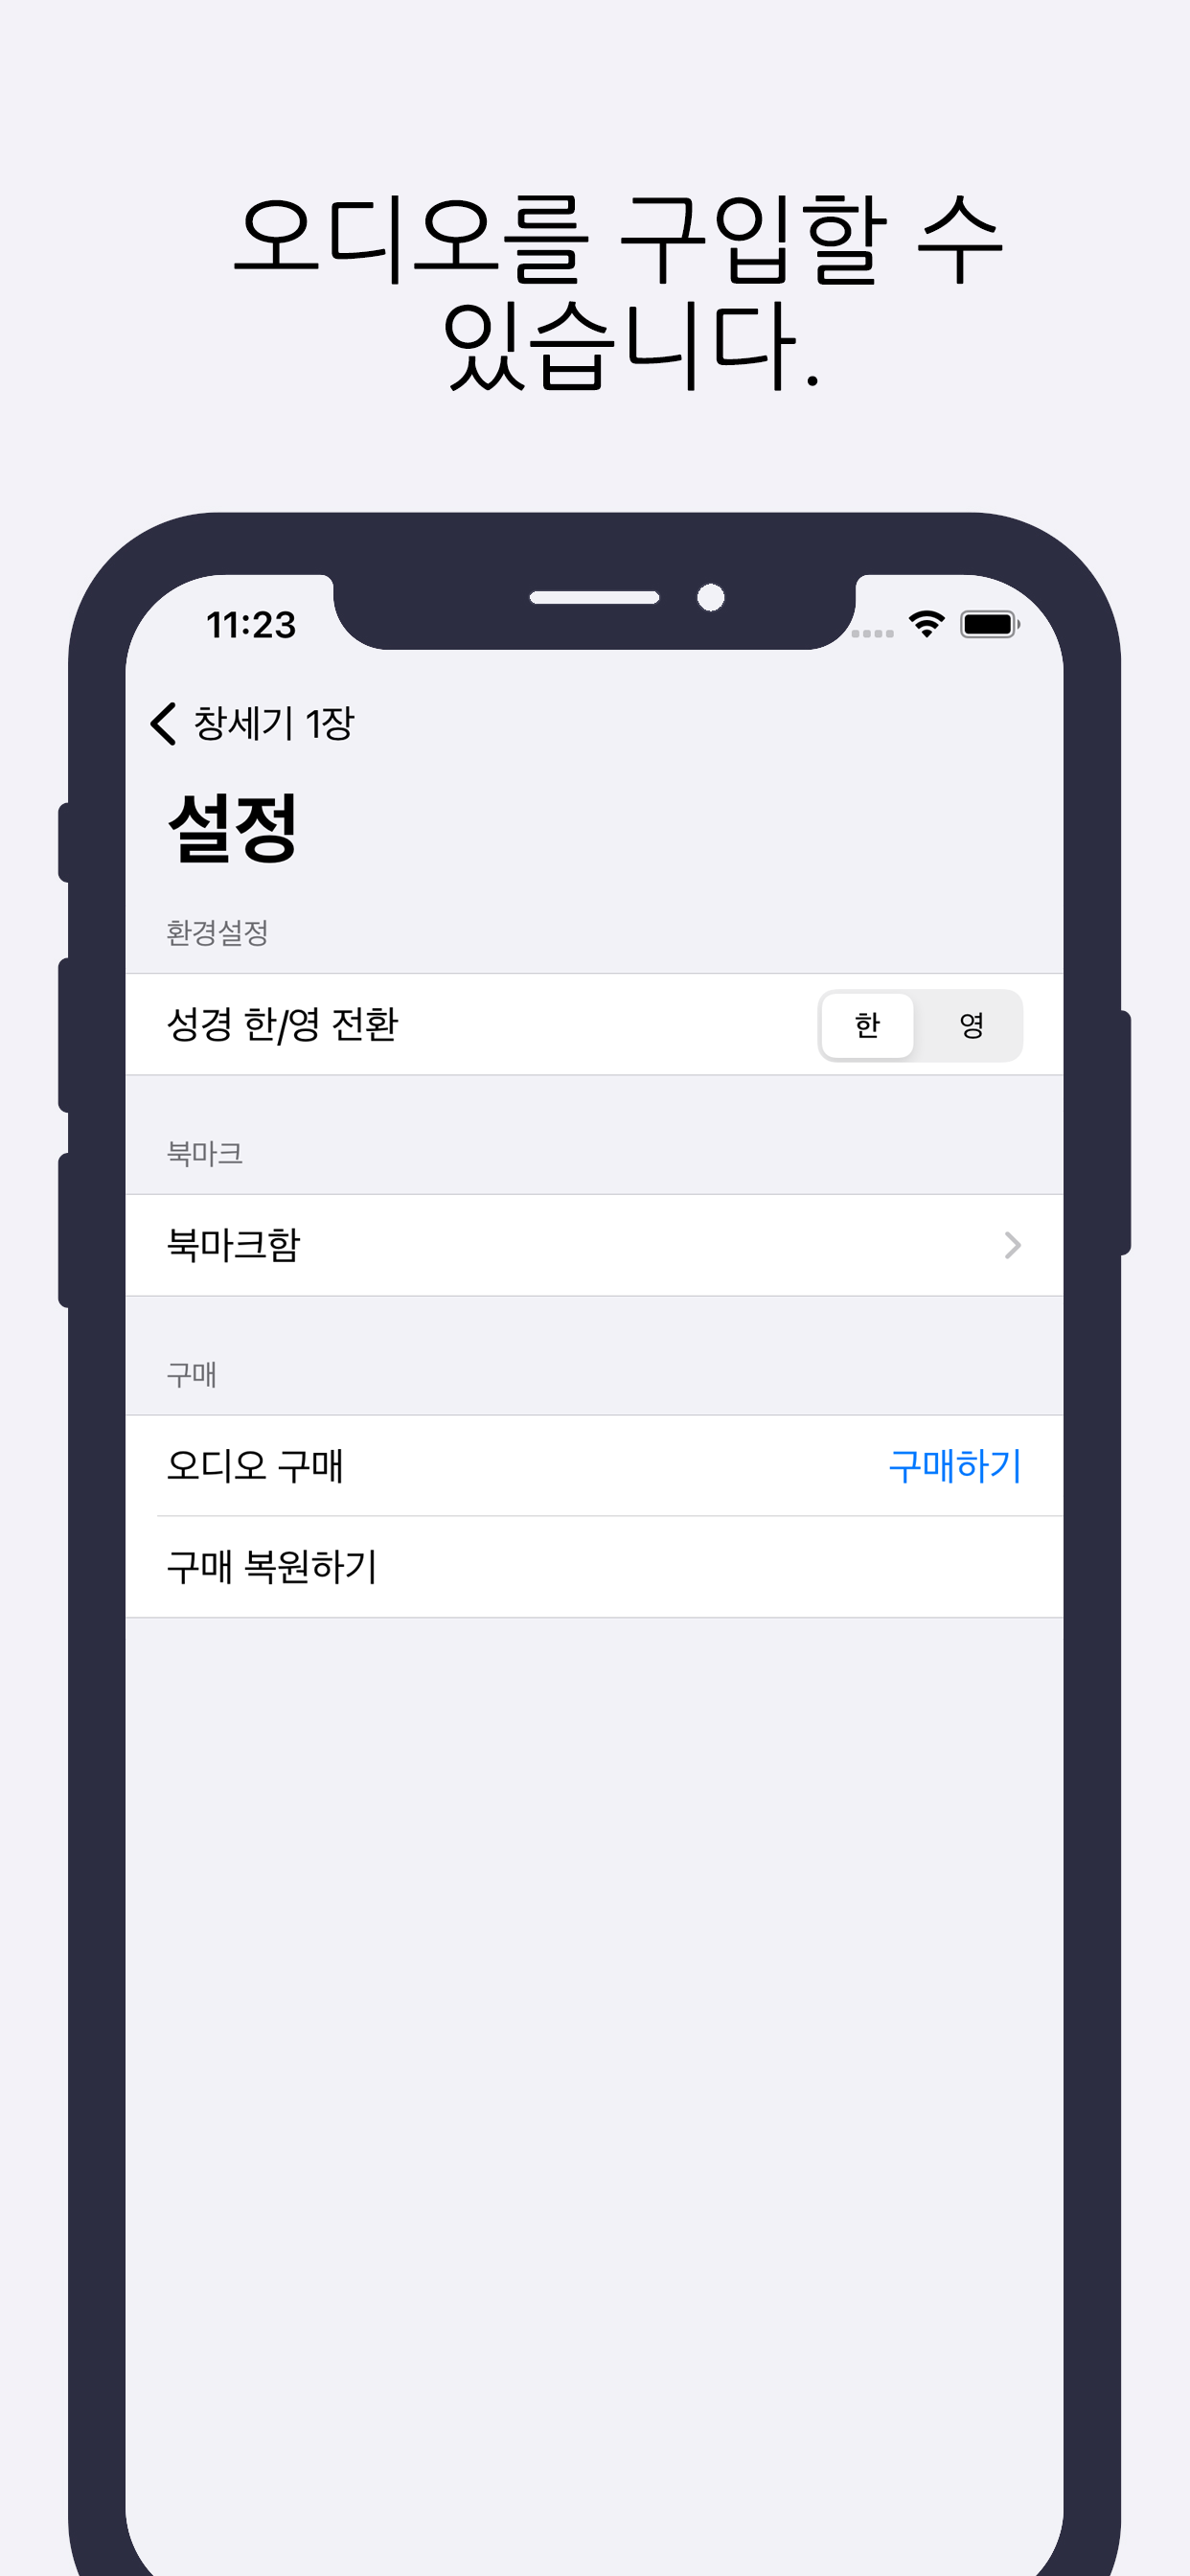 오디오를 구입할 수
있습니다.
11:23
창세기 1장
설정
환경설정
성경 한/영 전환
한 영
북마크
북마크함
구매
오디오 구매 구매하기
구매 복원하기